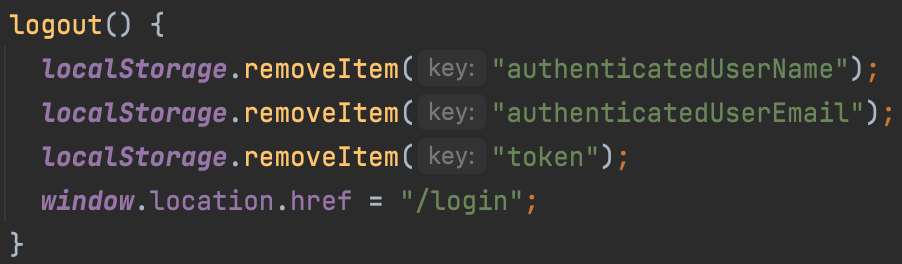 logout() {
localStorage.removeItem( key: "authenticatedUserName");
localStorage.removeItem( key: "authenticatedUserEmail");
localStorage.removeItem( key: "token");
window.location.href = "/login";
}